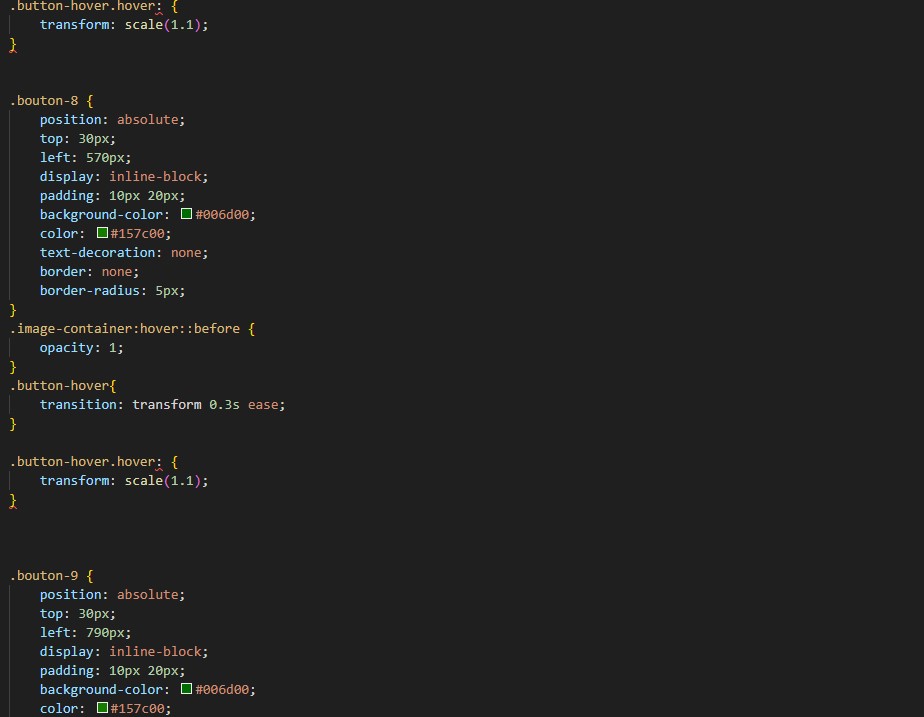 .button-hover.hover: {
    transform: scale(1.1);
}
.bouton-8 {
    position: absolute;
    top: 30px;
    left: 570px;
    display: inline-block;
    padding: 10px 20px;
    background-color: #006d00;
    color: #157c00;
    text-decoration: none;
    border: none;
    border-radius: 5px;
}
.image-container:hover::before {
    opacity: 1;
}
.button-hover{
    transition: transform 0.3s ease;
}
.button-hover.hover: {
    transform: scale(1.1);
}
.bouton-9 {
    position: absolute;
    top: 30px;
    left: 790px;
    display: inline-block;
    padding: 10px 20px;
    background-color: #006d00;
    color: #157c00;